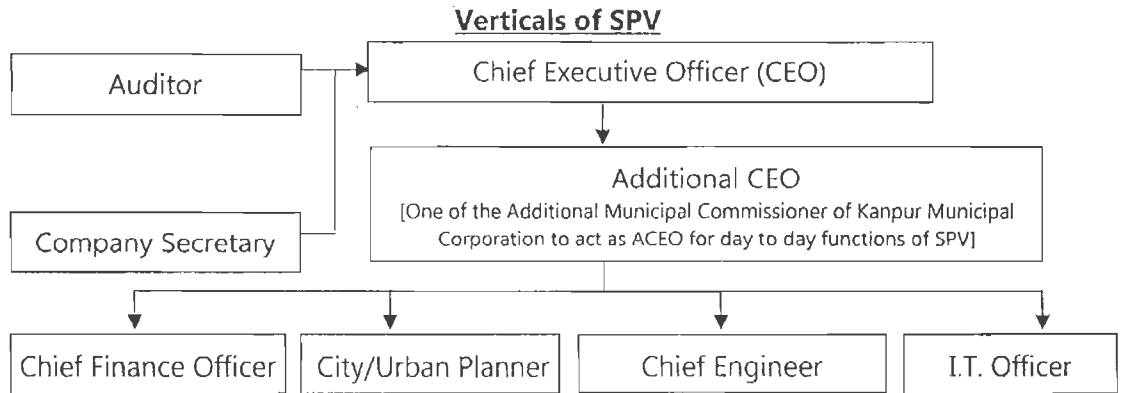 Verticals of SPV
Auditor
Chief Executive Officer (CEO)
Additional CEO
[One of the Additional Municipal Commissioner of Kanpur Municipal
Corporation to act as ACEO for day to day functions of SPV]
Company Secretary
Chief Finance Officer
City/Urban Planner
Chief Engineer
I.T. Officer